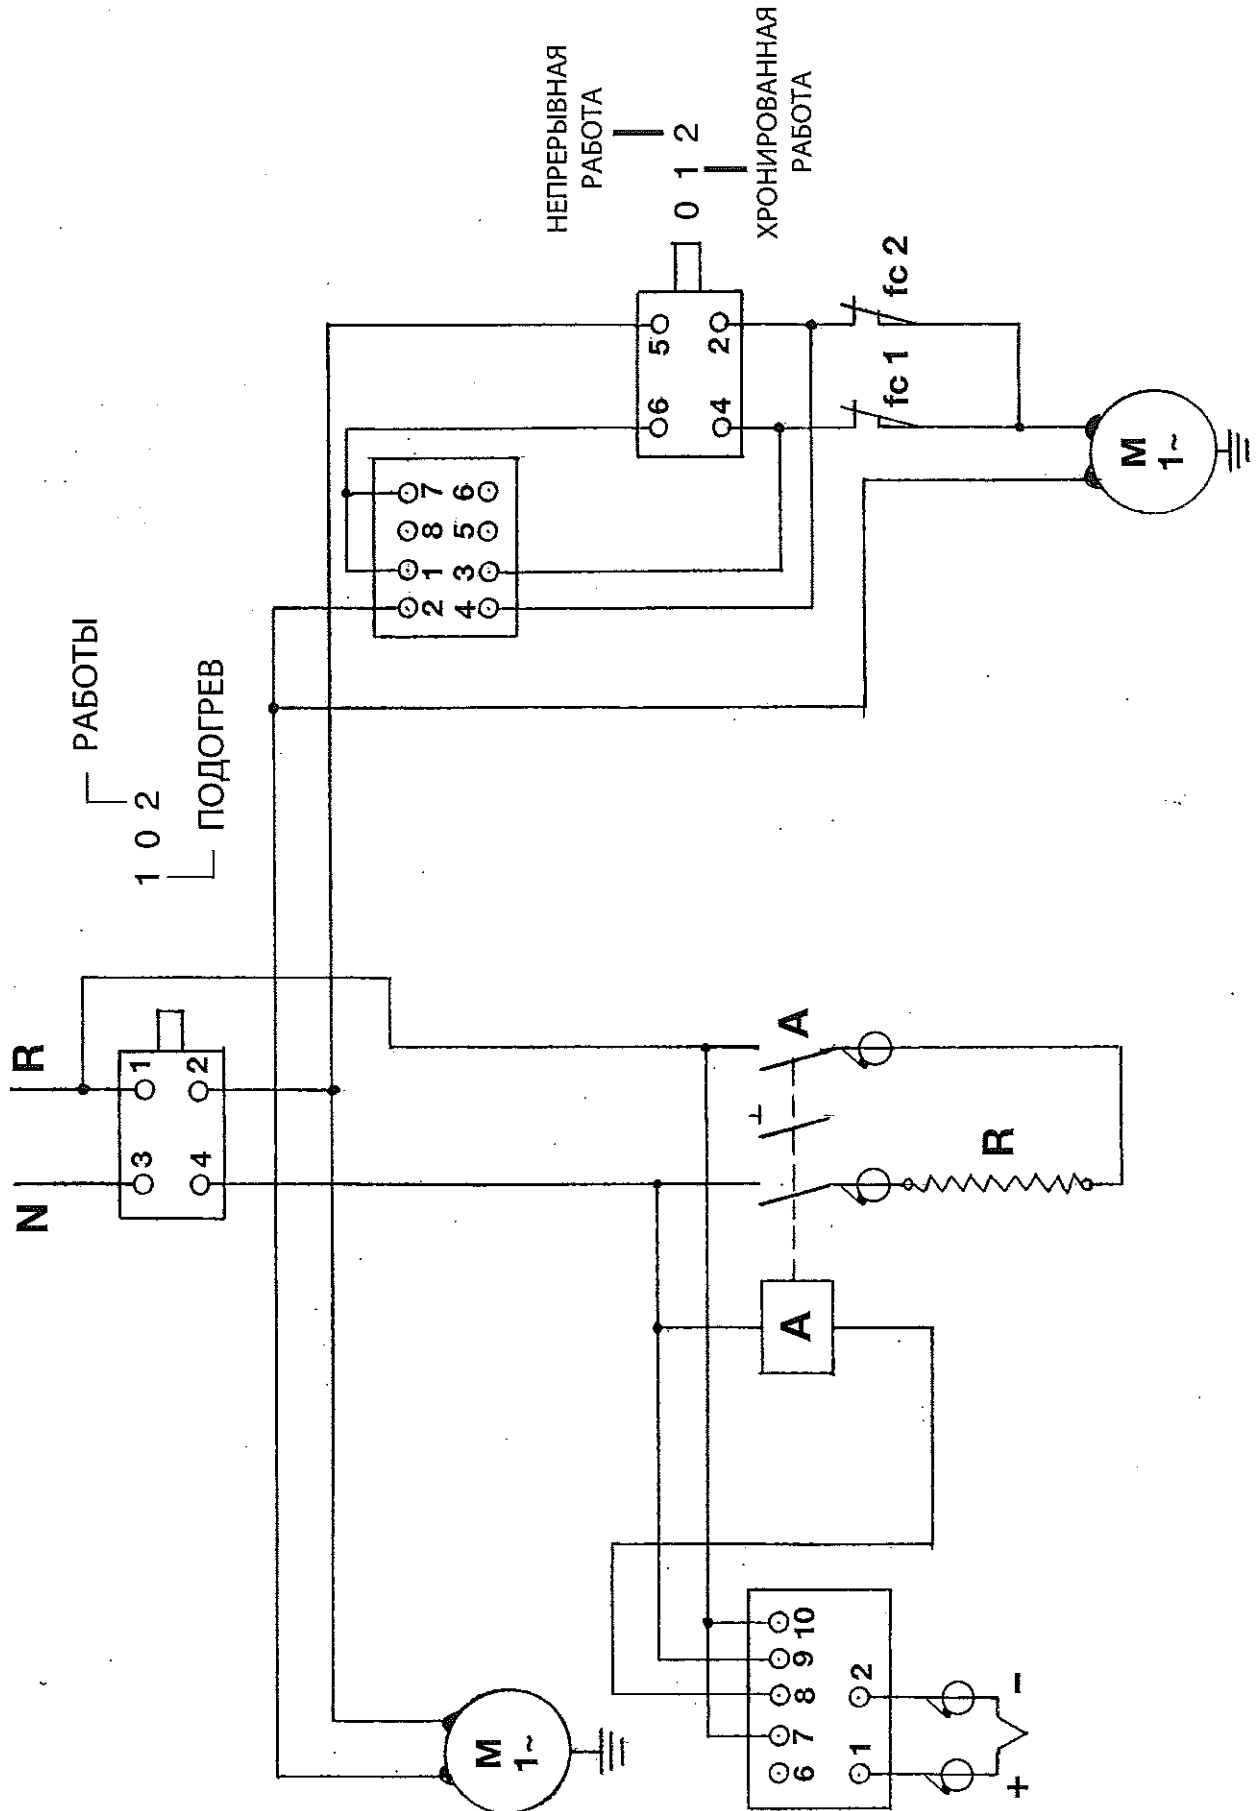 N
R
3
1
4
2
РАБОТЫ
1 0 2
ПОДОГРЕВ
НЕПРЕРЫВНАЯ
РАБОТА
0 1 2
ХРОНИРОВАННАЯ
РАБОТА
2 1 8 7
4 3 5 6
6 5
4 2
fc 1
fc 2
M
1~
M
1~
A
A
R
6 7 8 9 10
1 2
+ -